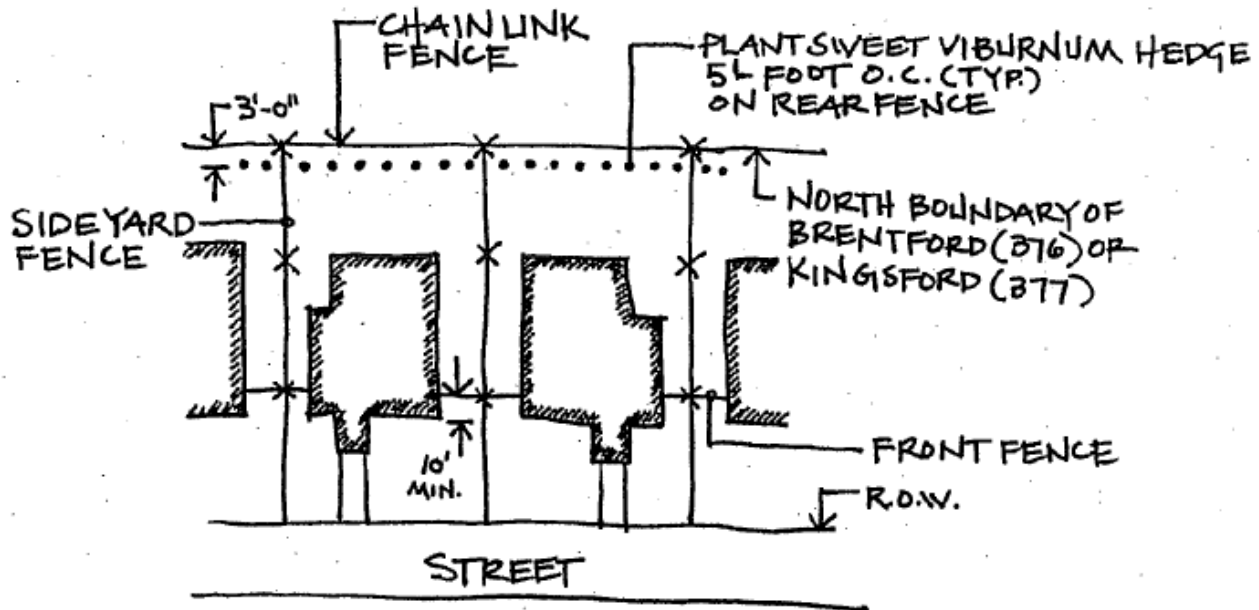 CHAIN LINK
FENCE
PLANT SWEET VIBURNUM HEDGE
5L FOOT O.C. (TYP.)
ON REAR FENCE
3'-0"
SIDEYARD
FENCE
NORTH BOUNDARY OF
BRENTFORD (376) OR
KINGSFORD (377)
10'
MIN.
FRONT FENCE
R.O.W.
STREET